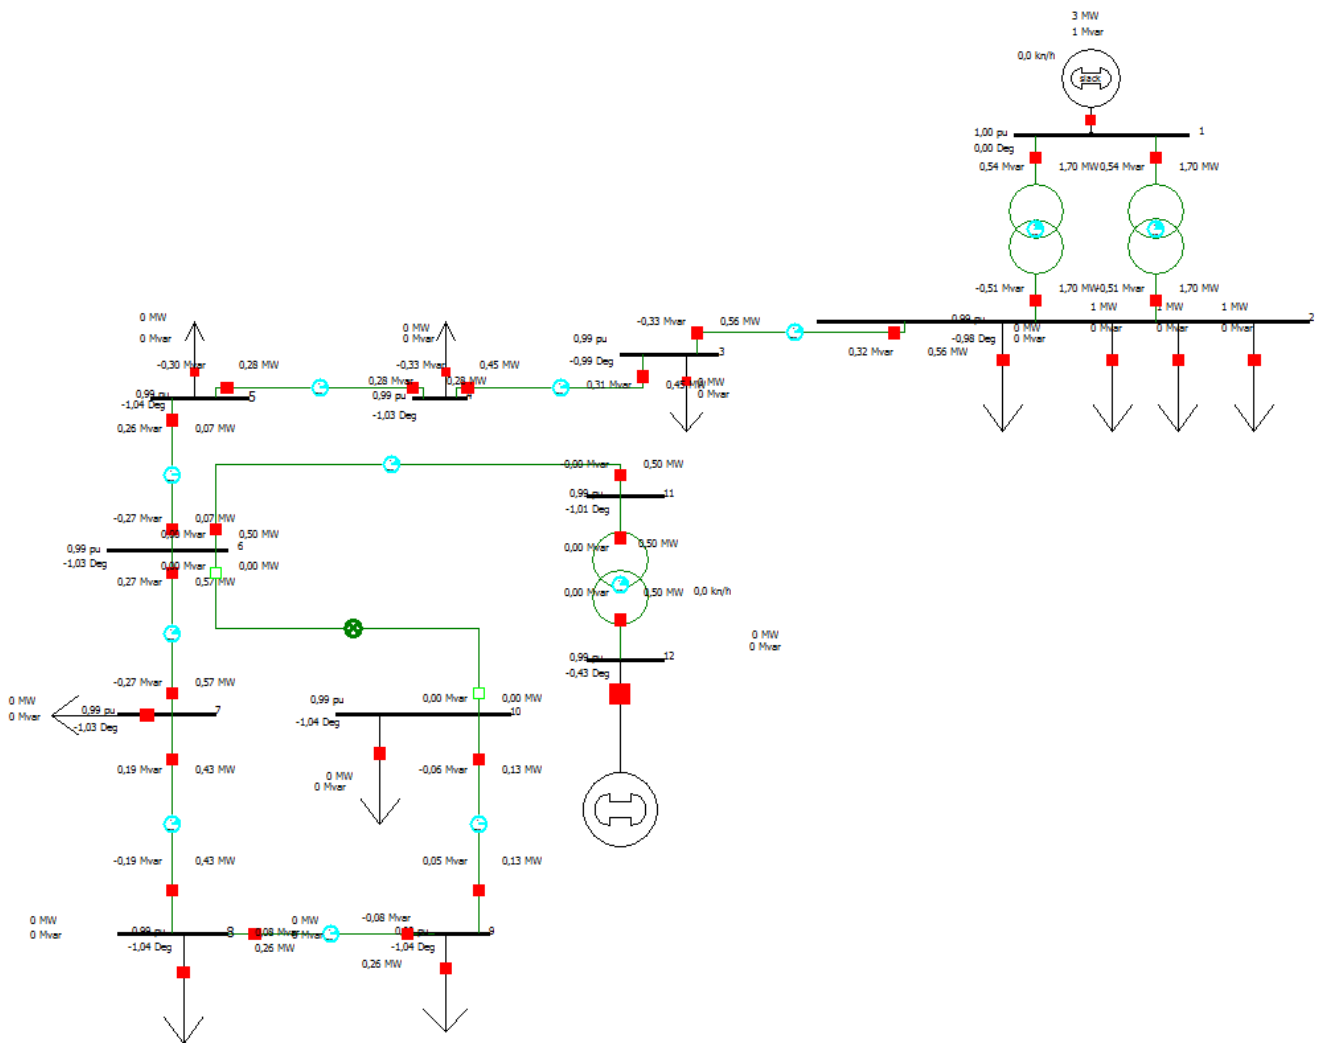 3 MW
1 Mvar
0,0 kn/h
slack
1,00 pu
1
0,00 Deg
0,54 Mvar
1,70 MW
0,54 Mvar
1,70 MW
-0,51 Mvar
1,70 MW
-0,51 Mvar
1,70 MW
0,99 pu
2
0 MW
0 Mvar
1 MW
0 Mvar
1 MW
0 Mvar
1 MW
0 Mvar
-0,98 Deg
0,32 Mvar
0,56 MW
-0,33 Mvar
0,56 MW
0,99 pu
3
-0,99 Deg
0,31 Mvar
0,45 MW
0 MW
0 Mvar
0 MW
0 Mvar
-0,33 Mvar
0,45 MW
0,28 Mvar
0,28 MW
0,99 pu
-1,03 Deg
0 MW
0 Mvar
-0,30 Mvar
0,28 MW
0,99 pu
5
-1,04 Deg
0,26 Mvar
0,07 MW
-0,27 Mvar
0,07 MW
0,50 MW
6
0,99 pu
-1,03 Deg
0,00 Mvar
0,00 MW
0,27 Mvar
0,57 MW
-0,00 Mvar
0,50 MW
0,99 pu
11
-1,01 Deg
0,00 Mvar
0,50 MW
0,00 Mvar
0,50 MW
0,0 kn/h
0 MW
0 Mvar
0,99 pu
12
-0,43 Deg
-0,27 Mvar
0,57 MW
0 MW
0 Mvar
0,99 pu
7
-1,03 Deg
0,19 Mvar
0,43 MW
0,99 pu
0,00 Mvar
0,00 MW
10
-1,04 Deg
-0,06 Mvar
0,13 MW
0 MW
0 Mvar
-0,19 Mvar
0,43 MW
0,05 Mvar
0,13 MW
0 MW
0 Mvar
0,99 pu
8
-1,04 Deg
0,08 Mvar
0,26 MW
0 MW
0 Mvar
-0,08 Mvar
9
-1,04 Deg
0,26 MW